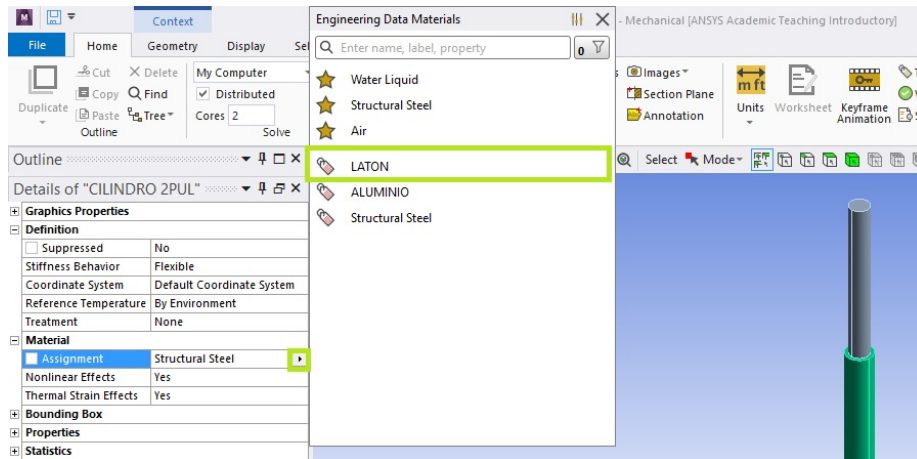 Context
- Mechanical [ANSYS Academic Teaching Introductory]
File Home Geometry Display Sel
Cut
Copy
Paste
Duplicate
Delete
Find
Tree
Outline
My Computer
Distributed
Cores 2
Solve
Engineering Data Materials
Enter name, label, property
0
Water Liquid
Structural Steel
Air
LATON
ALUMINIO
Structural Steel
Images
Section Plane
Annotation
m ft
Units
Worksheet
Keyframe
Animation
Select Mode
Outline
Details of "CILINDRO 2PUL"
Graphics Properties
Definition
Suppressed No
Stiffness Behavior Flexible
Coordinate System Default Coordinate System
Reference Temperature By Environment
Treatment None
Material
Assignment Structural Steel
Nonlinear Effects Yes
Thermal Strain Effects Yes
Bounding Box
Properties
Statistics